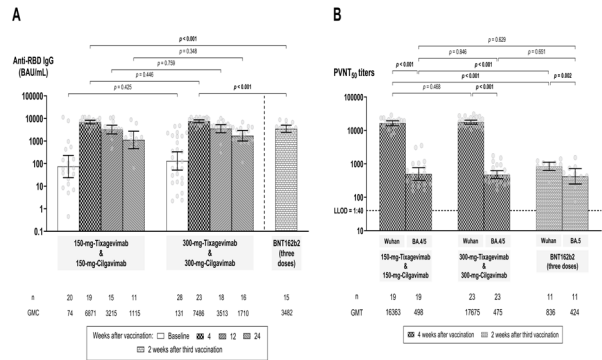 A
p < 0.001
p = 0.348
p = 0.759
p = 0.446
p = 0.425
p < 0.001
Anti-RBD IgG
(BAU/mL)
100000
10000
1000
100
10
1
0.1
150-mg-Tixagevimab
&
150-mg-Cilgavimab
300-mg-Tixagevimab
&
300-mg-Cilgavimab
BNT162b2
(three
doses)
n 20 19 15 11 28 23 18 16 15
GMC 74 6871 3215 1115 131 7486 3513 1710 3482
Weeks after vaccination: Baseline 4 12 24
2 weeks after third vaccination
B
p = 0.629
p = 0.846 p = 0.651
p < 0.001 p < 0.001
p < 0.001 p = 0.002
p = 0.468 p < 0.001
PVNT50 titers
100000
10000
1000
100
10
LLOD = 1:40
Wuhan BA.4/5 Wuhan BA.4/5 Wuhan BA.5
150-mg-Tixagevimab
&
150-mg-Cilgavimab
300-mg-Tixagevimab
&
300-mg-Cilgavimab
BNT162b2
(three doses)
n 19 19 23 23 11 11
GMT 16363 498 17675 475 836 424
4 weeks after vaccination 2 weeks after third vaccination